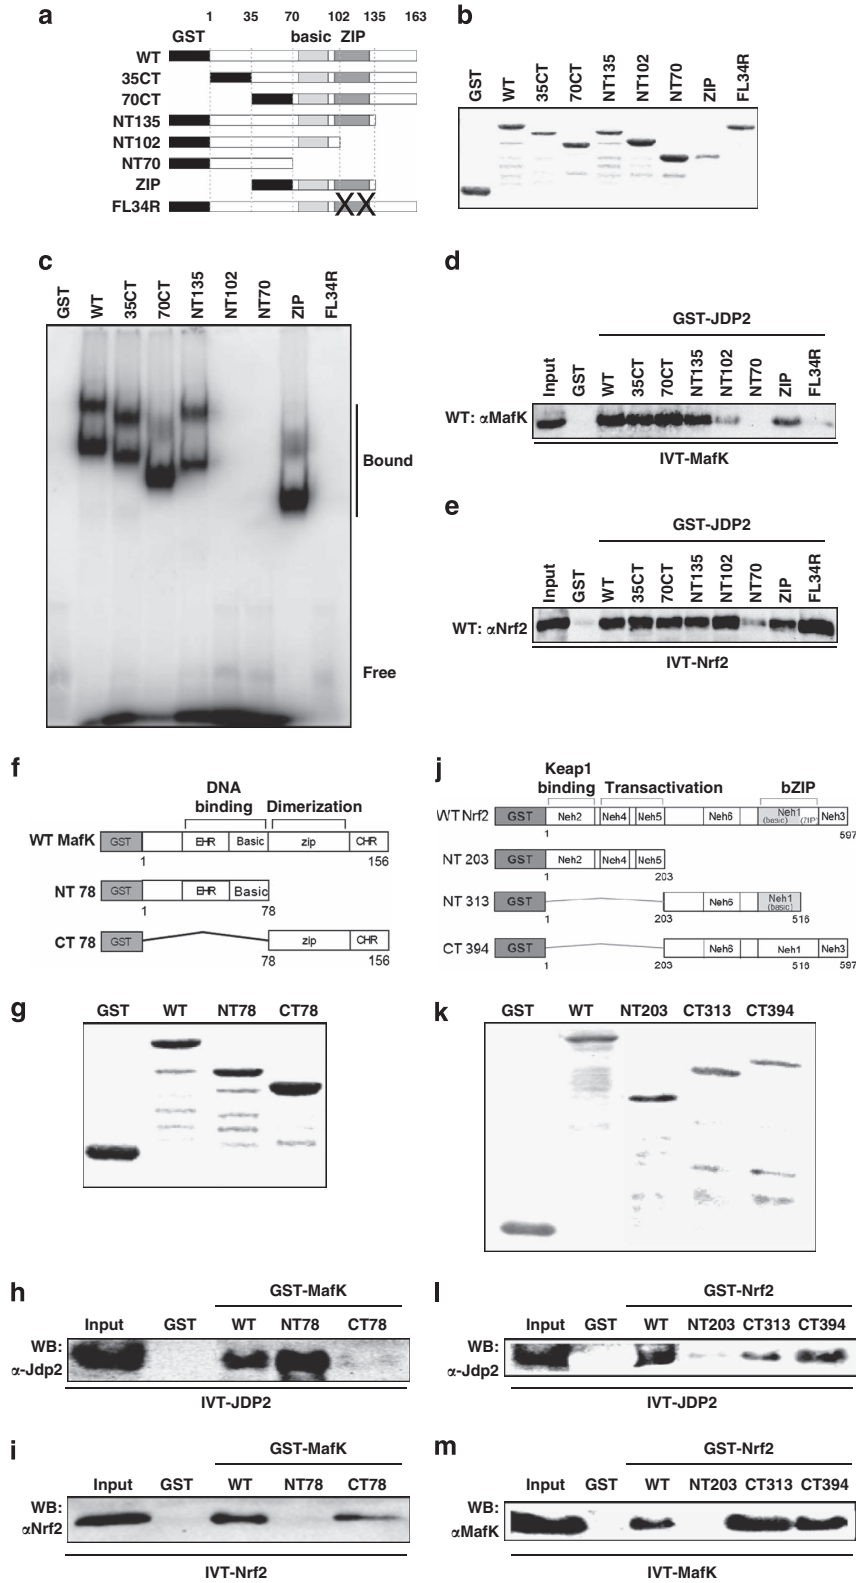 a
1 35 70 102 135 163
GST basic ZIP
WT
35CT
70CT
NT135
NT102
NT70
ZIP
FL34R
b
GST WT 35CT 70CT NT135 NT102 NT70 ZIP FL34R
c
GST WT 35CT 70CT NT135 NT102 NT70 ZIP FL34R
Bound
Free
d
GST-JDP2
Input GST WT 35CT 70CT NT135 NT102 NT70 ZIP FL34R
WT: αMafK
IVT-MafK
e
GST-JDP2
Input GST WT 35CT 70CT NT135 NT102 NT70 ZIP FL34R
WT: αNrf2
IVT-Nrf2
f
DNA
binding Dimerization
WT MafK GST EHR Basic zip CHR
1 156
NT 78 GST EHR Basic
1 78
CT 78 GST zip CHR
78 156
j
Keap1
binding Transactivation bZIP
WT Nrf2 GST Neh2 Neh4 Neh5 Neh6 Neh1 Neh3
(basic) (ZIP)
1 597
NT 203 GST Neh2 Neh4 Neh5
1 203
NT 313 GST Neh6 Neh1
(basic)
1 203 516
CT 394 GST Neh6 Neh1 Neh3
1 203 516 597
g
GST WT NT78 CT78
k
GST WT NT203 CT313 CT394
h
GST-MafK
Input GST WT NT78 CT78
WB:
α-Jdp2
IVT-JDP2
l
GST-Nrf2
Input GST WT NT203 CT313 CT394
WB:
α-Jdp2
IVT-JDP2
i
GST-MafK
Input GST WT NT78 CT78
WB:
αNrf2
IVT-Nrf2
m
GST-Nrf2
Input GST WT NT203 CT313 CT394
WB:
αMafK
IVT-MafK